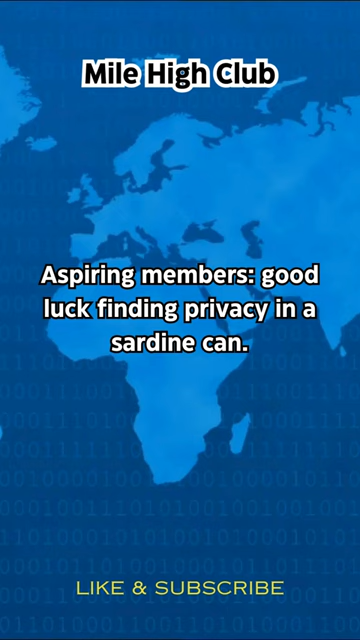 Mile High Club
Aspiring members: good
luck finding privacy in a
sardine can.
LIKE & SUBSCRIBE